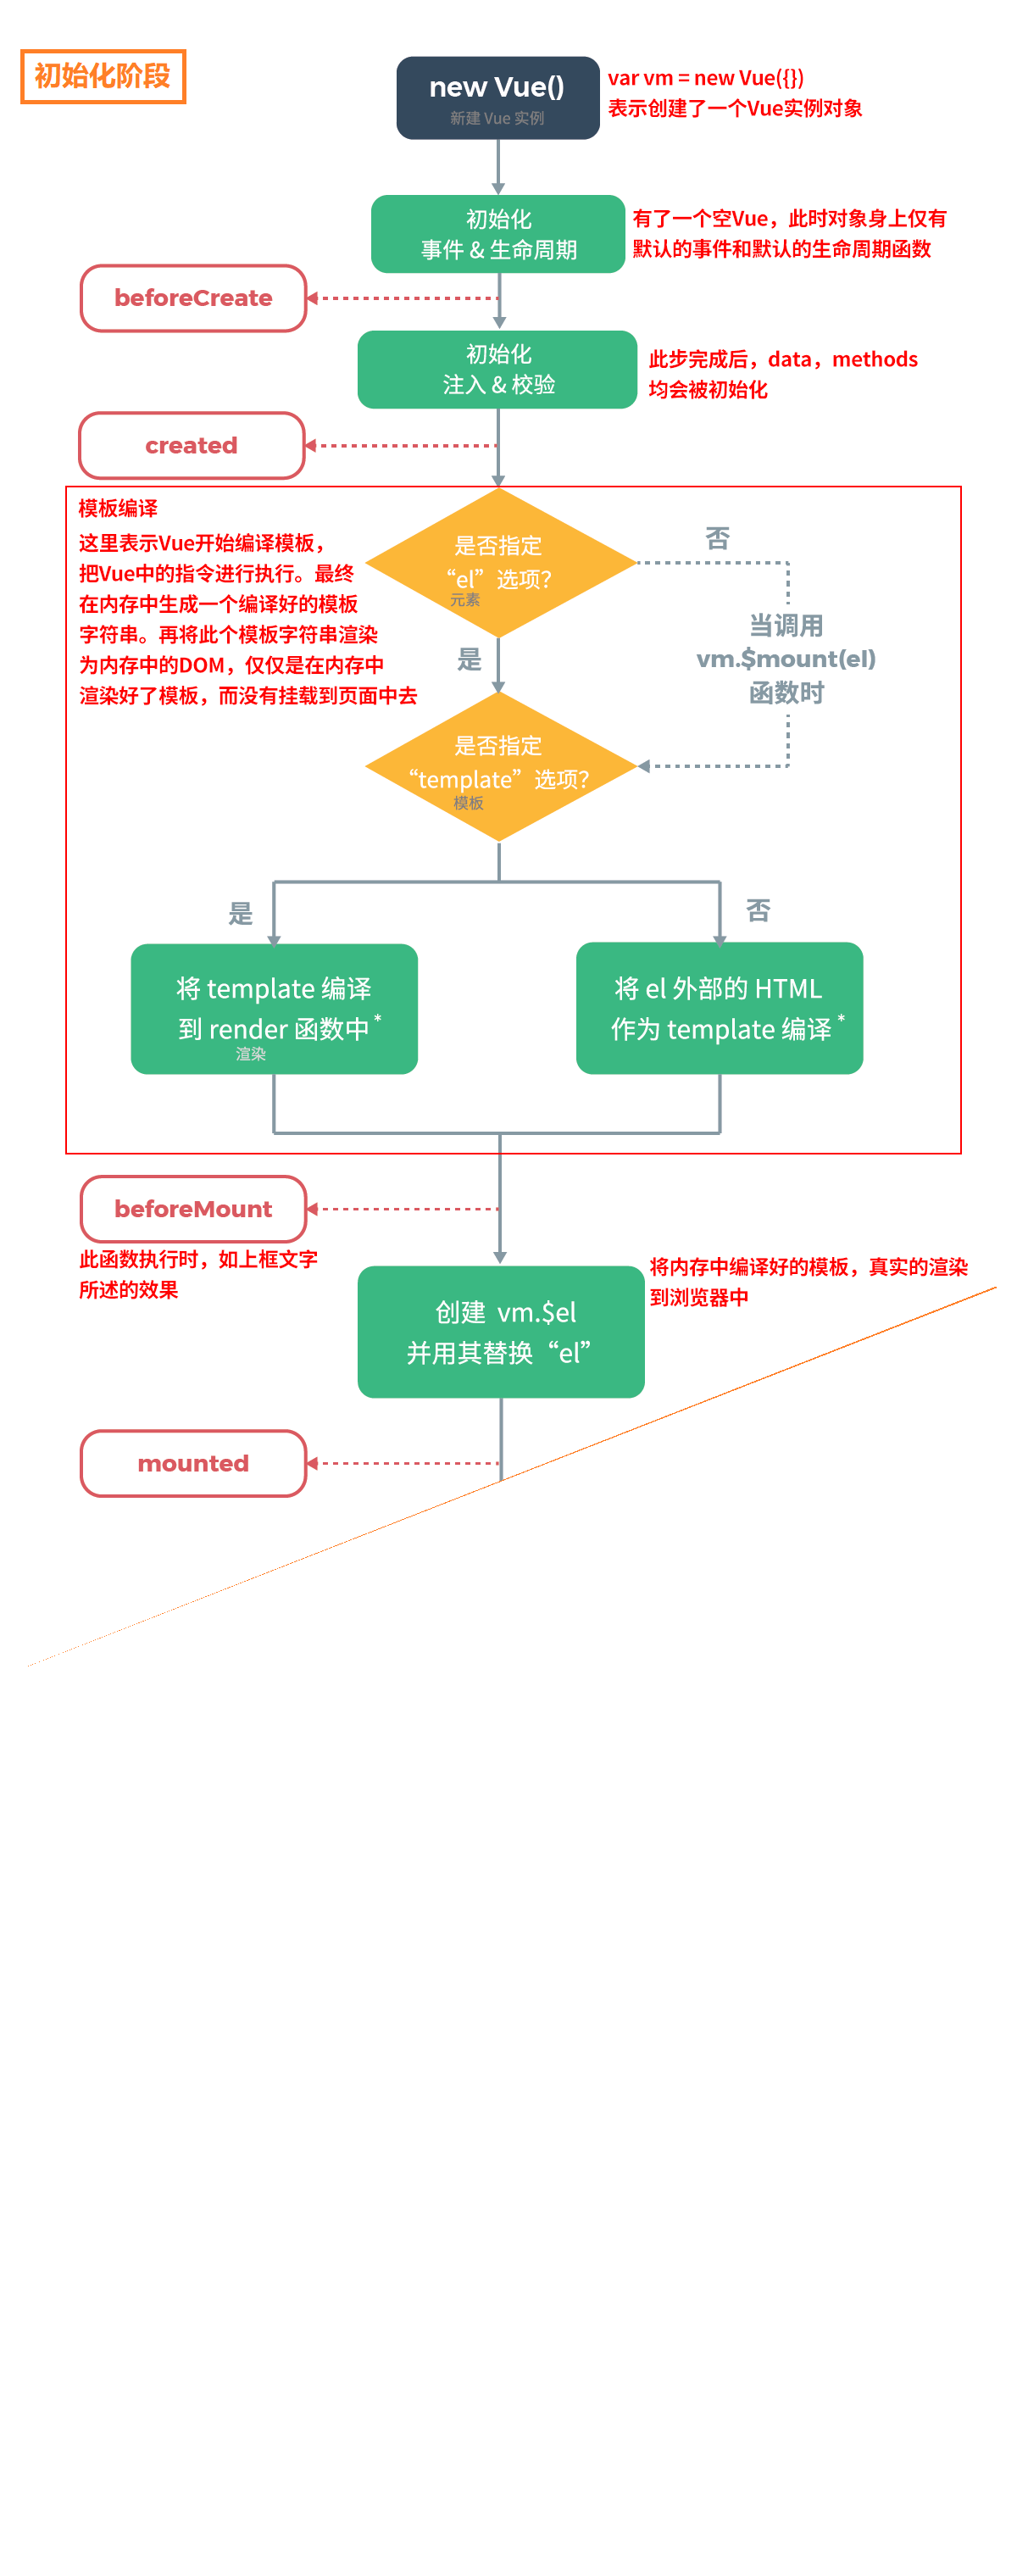 初始化阶段
new Vue()
新建 Vue 实例
var vm = new Vue({})
表示创建了一个Vue实例对象
初始化
事件 & 生命周期
有了一个空Vue，此时对象身上仅有
默认的事件和默认的生命周期函数
beforeCreate
初始化
注入 & 校验
此步完成后，data，methods
均会被初始化
created
模板编译
这里表示Vue开始编译模板，
把Vue中的指令进行执行。最终
在内存中生成一个编译好的模板
字符串。再将此个模板字符串渲染
为内存中的DOM，仅仅是在内存中
渲染好了模板，而没有挂载到页面中去
是否指定
“el”选项？
元素
否
是
当调用
vm.$mount(el)
函数时
是否指定
“template”选项？
模板
是
否
将 template 编译
到 render 函数中*
渲染
将 el 外部的 HTML
作为 template 编译*
beforeMount
此函数执行时，如上框文字
所述的效果
创建 vm.$el
并用其替换“el”
将内存中编译好的模板，真实的渲染
到浏览器中
mounted